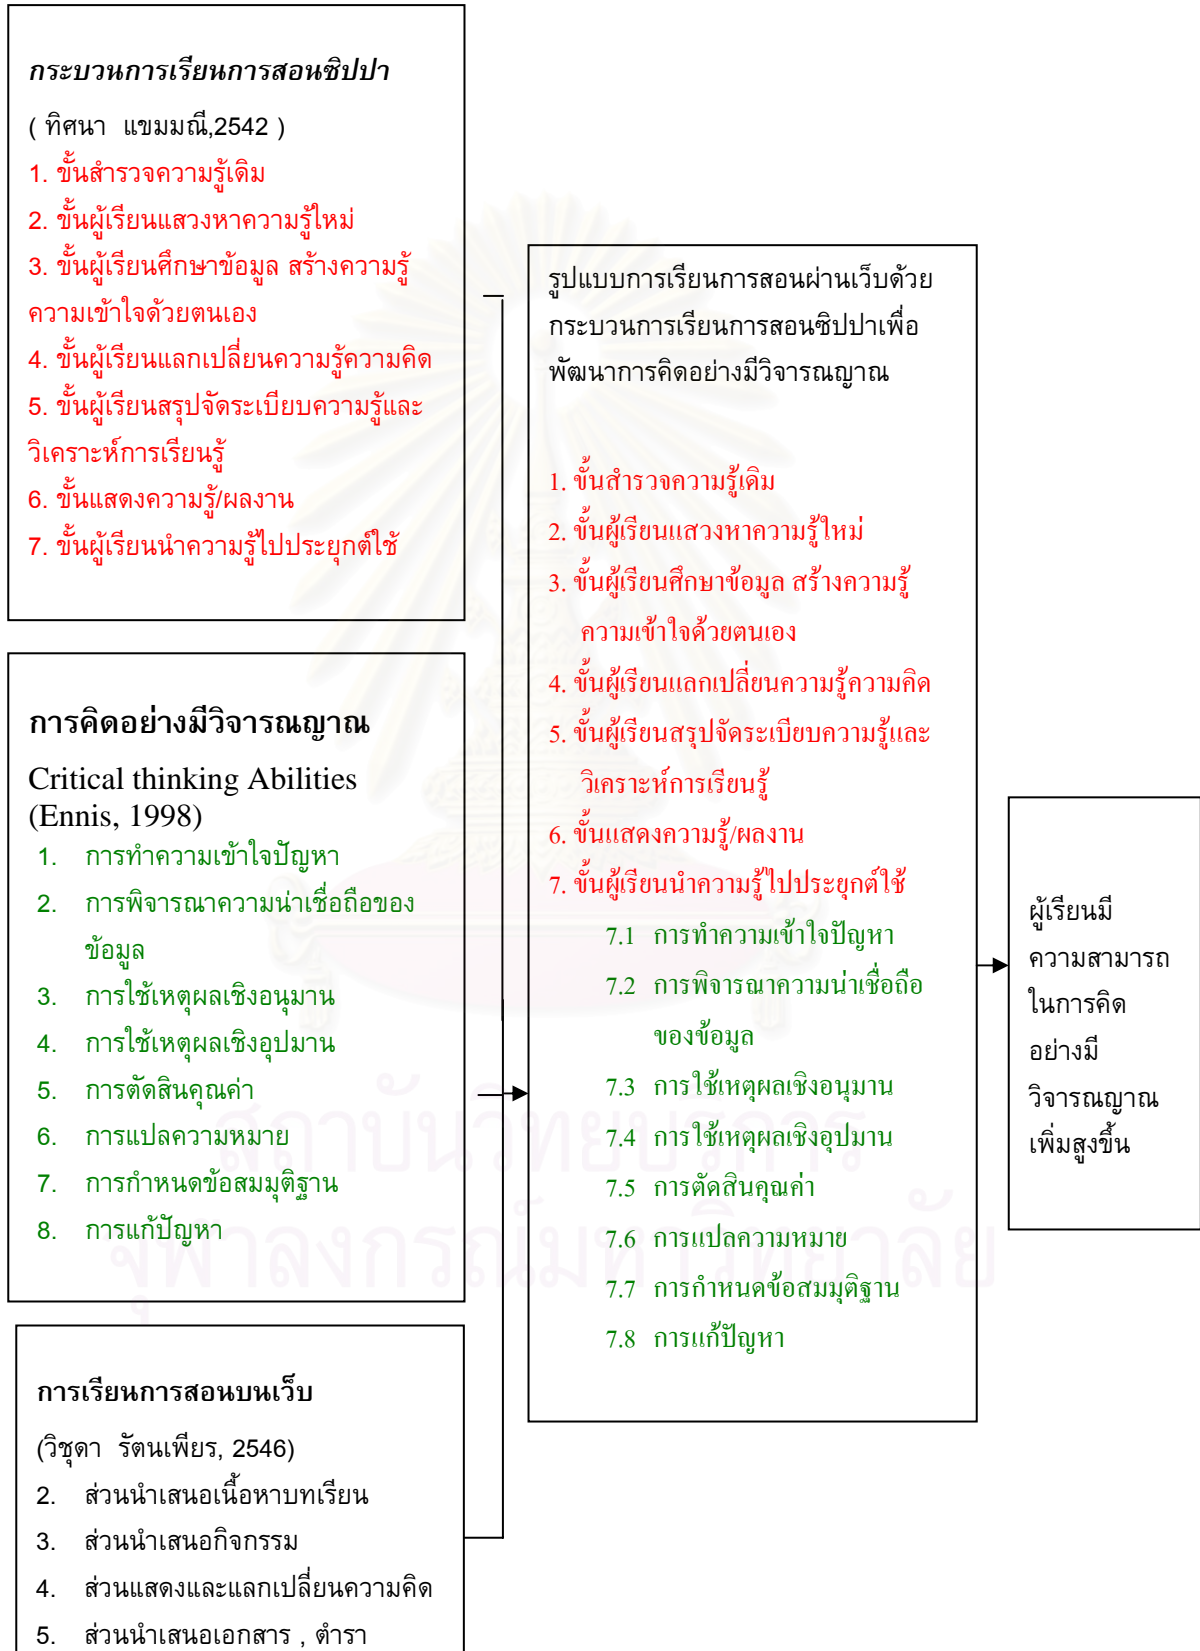 กระบวนการเรียนการสอนซิปปา
( ทิศนา แขมมณี,2542 )
1. ขั้นสำรวจความรู้เดิม
2. ขั้นผู้เรียนแสวงหาความรู้ใหม่
3. ขั้นผู้เรียนศึกษาข้อมูล สร้างความรู้
ความเข้าใจด้วยตนเอง
4. ขั้นผู้เรียนแลกเปลี่ยนความรู้ความคิด
5. ขั้นผู้เรียนสรุปจัดระเบียบความรู้และ
วิเคราะห์การเรียนรู้
6. ขั้นแสดงความรู้/ผลงาน
7. ขั้นผู้เรียนนำความรู้ไปประยุกต์ใช้
การคิดอย่างมีวิจารณญาณ
Critical thinking Abilities
(Ennis, 1998)
1. การทำความเข้าใจปัญหา
2. การพิจารณาความน่าเชื่อถือของ
ข้อมูล
3. การใช้เหตุผลเชิงอนุมาน
4. การใช้เหตุผลเชิงอุปมาน
5. การตัดสินคุณค่า
6. การแปลความหมาย
7. การกำหนดข้อสมมุติฐาน
8. การแก้ปัญหา
การเรียนการสอนบนเว็บ
(วิชุดา รัตนเพียร, 2546)
2. ส่วนนำเสนอเนื้อหาบทเรียน
3. ส่วนนำเสนอกิจกรรม
4. ส่วนแสดงและแลกเปลี่ยนความคิด
5. ส่วนนำเสนอเอกสาร , ตำรา
รูปแบบการเรียนการสอนผ่านเว็บด้วย
กระบวนการเรียนการสอนซิปปาเพื่อ
พัฒนาการคิดอย่างมีวิจารณญาณ
1. ขั้นสำรวจความรู้เดิม
2. ขั้นผู้เรียนแสวงหาความรู้ใหม่
3. ขั้นผู้เรียนศึกษาข้อมูล สร้างความรู้
ความเข้าใจด้วยตนเอง
4. ขั้นผู้เรียนแลกเปลี่ยนความรู้ความคิด
5. ขั้นผู้เรียนสรุปจัดระเบียบความรู้และ
วิเคราะห์การเรียนรู้
6. ขั้นแสดงความรู้/ผลงาน
7. ขั้นผู้เรียนนำความรู้ไปประยุกต์ใช้
7.1 การทำความเข้าใจปัญหา
7.2 การพิจารณาความน่าเชื่อถือ
ของข้อมูล
7.3 การใช้เหตุผลเชิงอนุมาน
7.4 การใช้เหตุผลเชิงอุปมาน
7.5 การตัดสินคุณค่า
7.6 การแปลความหมาย
7.7 การกำหนดข้อสมมุติฐาน
7.8 การแก้ปัญหา
ผู้เรียนมี
ความสามารถ
ในการคิด
อย่างมี
วิจารณญาณ
เพิ่มสูงขึ้น
สถาบันวิทยบริการ
จุฬาลงกรณ์มหาวิทยาลัย